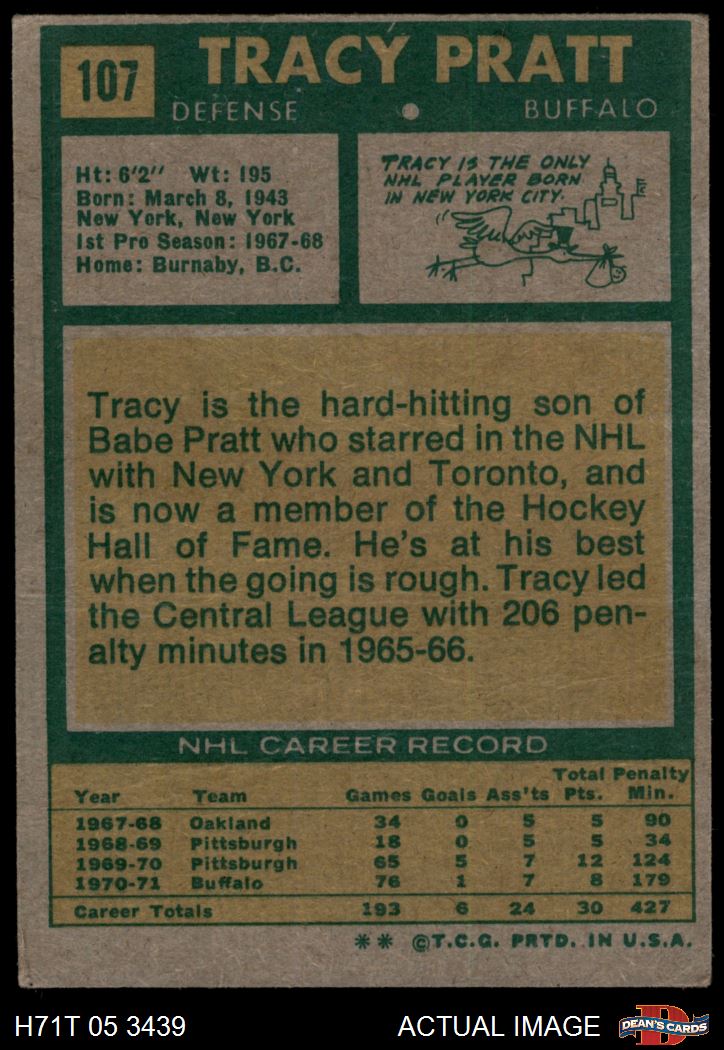 107
TRACY PRATT
DEFENSE
BUFFALO
Ht: 6'2" Wt: 195
Born: March 8, 1943
New York, New York
1st Pro Season: 1967-68
Home: Burnaby, B.C.
TRACY IS THE ONLY
NHL PLAYER BORN
IN NEW YORK CITY.
Tracy is the hard-hitting son of
Babe Pratt who starred in the NHL
with New York and Toronto, and
is now a member of the Hockey
Hall of Fame. He's at his best
when the going is rough. Tracy led
the Central League with 206 pen-
alty minutes in 1965-66.
NHL CAREER RECORD
Total Penalty
Year Team Games Goals Ass'ts Pts. Min.
1967-68 Oakland 34 0 5 5 90
1968-69 Pittsburgh 18 0 5 5 34
1969-70 Pittsburgh 65 5 7 12 124
1970-71 Buffalo 76 1 7 8 179
Career Totals 193 6 24 30 427
** ©T.C.G. PRTD. IN U.S.A.
H71T 05 3439
ACTUAL IMAGE
D
DEAN'S CARDS